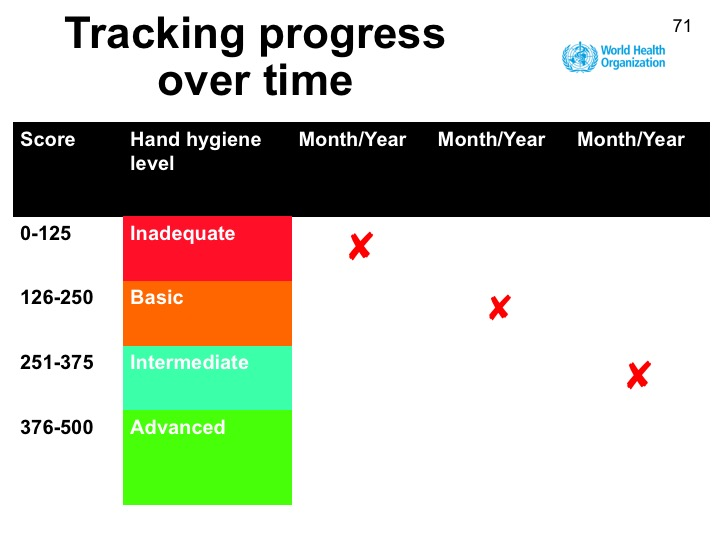 Tracking progress
over time
71
World Health
Organization
Score Hand hygiene level Month/Year Month/Year Month/Year
0-125 Inadequate ✘
126-250 Basic ✘
251-375 Intermediate ✘
376-500 Advanced